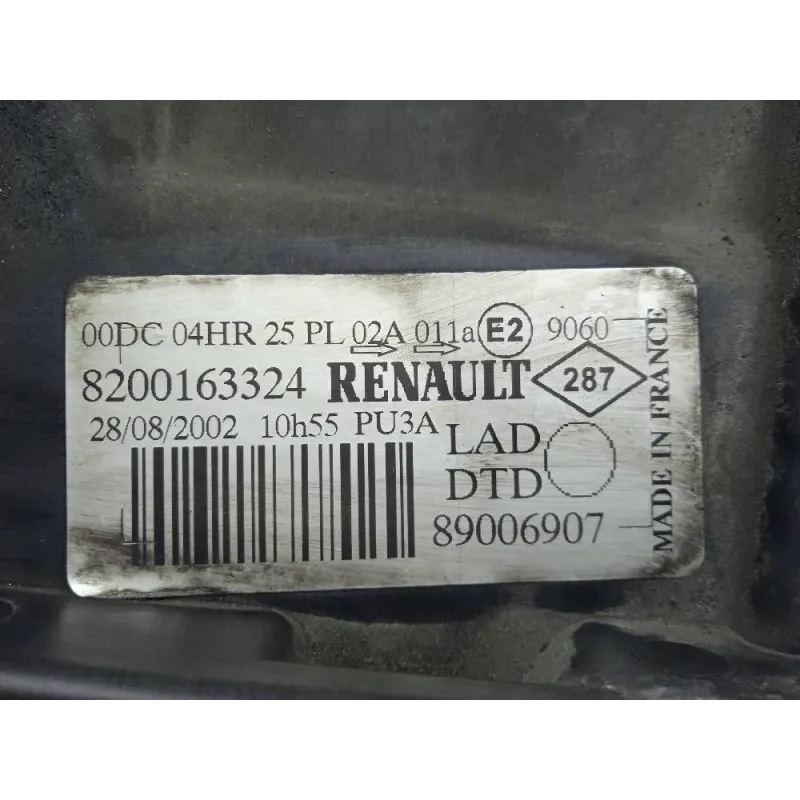 00DC 04HR 25 PL 02A 011a E2 9060
8200163324 RENAULT 287
28/08/2002 10h55 PU3A
LAD
DTD
89006907
MADE IN FRANCE